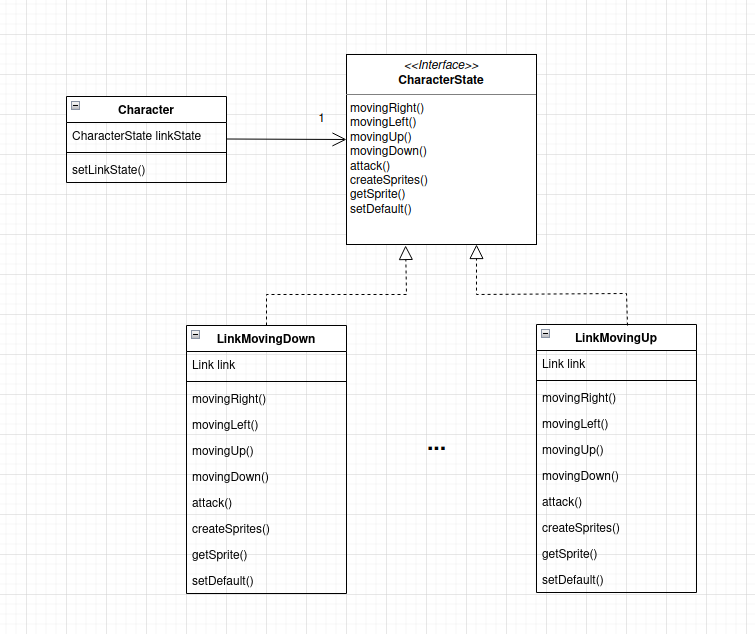 <<Interface>>
CharacterState
movingRight()
movingLeft()
movingUp()
movingDown()
attack()
createSprites()
getSprite()
setDefault()
Character
CharacterState linkState
setLinkState()
1
LinkMovingDown
Link link
movingRight()
movingLeft()
movingUp()
movingDown()
attack()
createSprites()
getSprite()
setDefault()
...
LinkMovingUp
Link link
movingRight()
movingLeft()
movingUp()
movingDown()
attack()
createSprites()
getSprite()
setDefault()